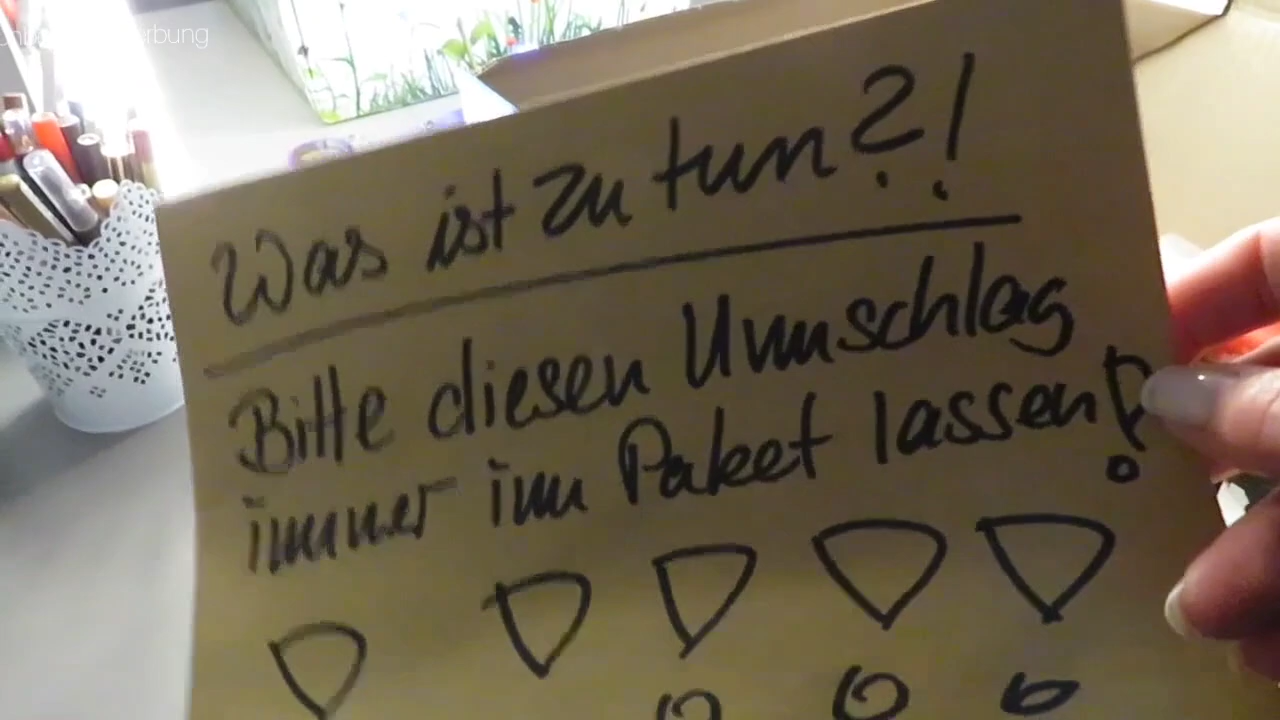 Was ist zu tun?!
Bitte diesen Umschlag
immer im Paket lassen!